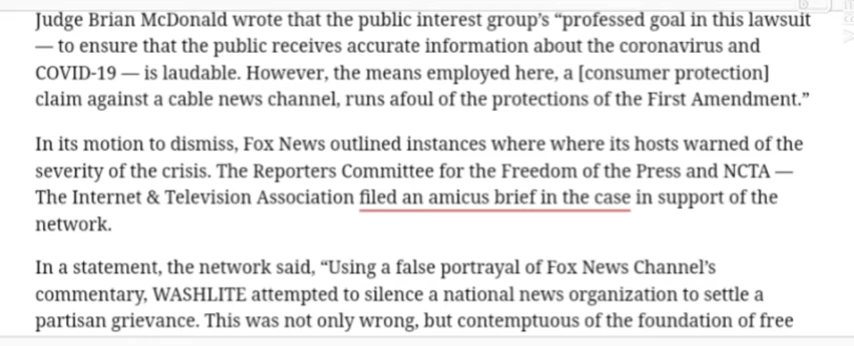 Judge Brian McDonald wrote that the public interest group’s “professed goal in this lawsuit
— to ensure that the public receives accurate information about the coronavirus and
COVID-19 — is laudable. However, the means employed here, a [consumer protection]
claim against a cable news channel, runs afoul of the protections of the First Amendment.”
In its motion to dismiss, Fox News outlined instances where where its hosts warned of the
severity of the crisis. The Reporters Committee for the Freedom of the Press and NCTA —
The Internet & Television Association filed an amicus brief in the case in support of the
network.
In a statement, the network said, “Using a false portrayal of Fox News Channel’s
commentary, WASHLITE attempted to silence a national news organization to settle a
partisan grievance. This was not only wrong, but contemptuous of the foundation of free